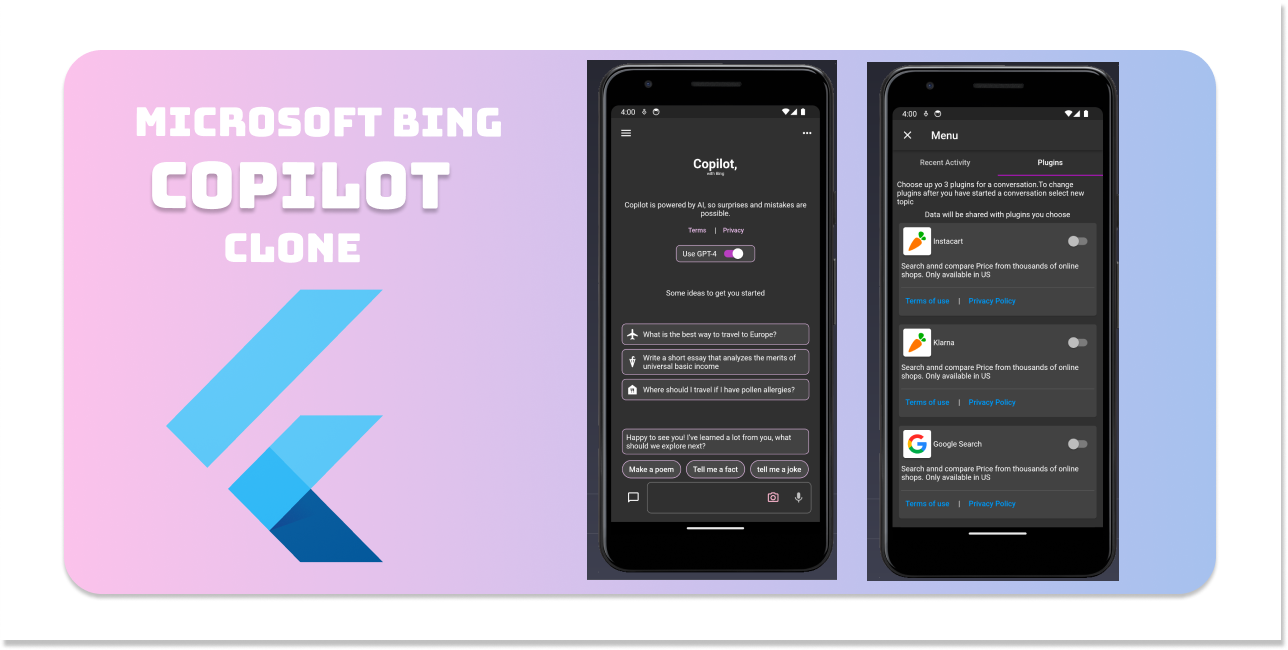 MICROSOFT BING
COPILOT
CLONE
4:00
Copilot,
with Bing
Copilot is powered by AI, so surprises and mistakes are
possible.
Terms | Privacy
Use GPT-4
Some ideas to get you started
What is the best way to travel to Europe?
Write a short essay that analyzes the merits of
universal basic income
Where should I travel if I have pollen allergies?
Happy to see you! I've learned a lot from you, what
should we explore next?
Make a poem Tell me a fact tell me a joke
4:00
Menu
Recent Activity Plugins
Choose up yo 3 plugins for a conversation.To change
plugins after you have started a conversation select new
topic
Data will be shared with plugins you choose
Instacart
Search annd compare Price from thousands of online
shops. Only available in US
Terms of use | Privacy Policy
Klarna
Search annd compare Price from thousands of online
shops. Only available in US
Terms of use | Privacy Policy
Google Search
Search annd compare Price from thousands of online
shops. Only available in US
Terms of use | Privacy Policy